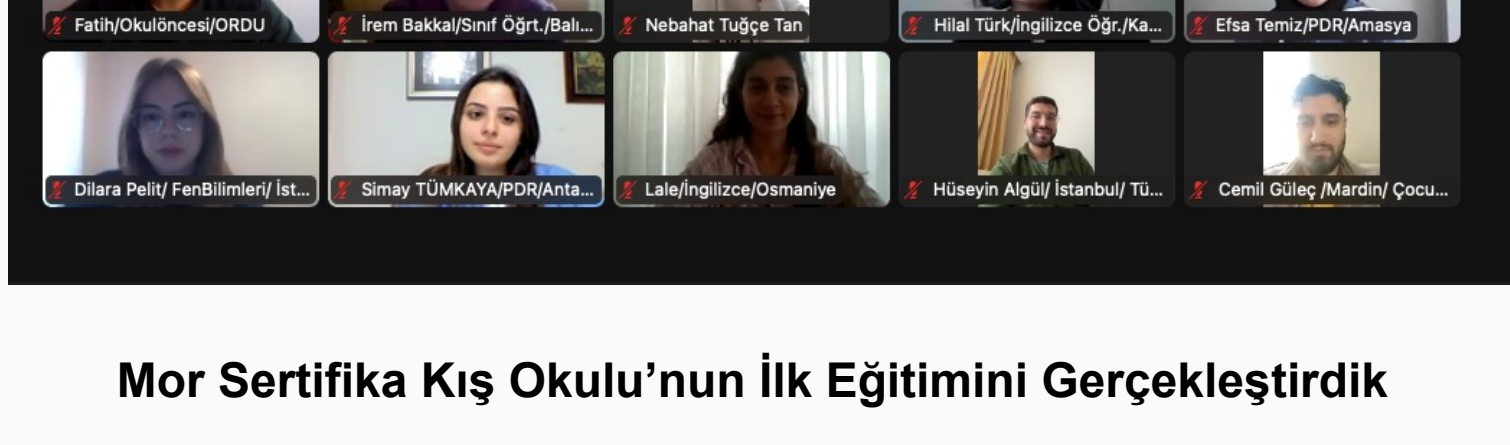 Fatih/Okulöncesi/ORDU
İrem Bakkal/Sınıf Öğrt./Balı...
Nebahat Tuğçe Tan
Hilal Türk/İngilizce Öğr./Ka...
Efsa Temiz/PDR/Amasya
Dilara Pelit/ FenBilimleri/ İst...
Simay TÜMKAYA/PDR/Anta...
Lale/İngilizce/Osmaniye
Hüseyin Algül/ İstanbul/ Tü...
Cemil Güleç /Mardin/ Çocu...
Mor Sertifika Kış Okulu’nun İlk Eğitimini Gerçekleştirdik